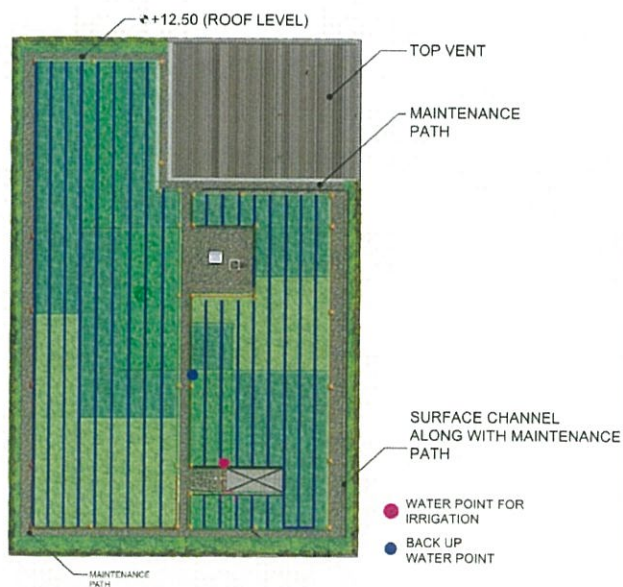 +12.50 (ROOF LEVEL)
TOP VENT
MAINTENANCE
PATH
SURFACE CHANNEL
ALONG WITH MAINTENANCE
PATH
WATER POINT FOR
IRRIGATION
BACK UP
WATER POINT
MAINTENANCE
PATH